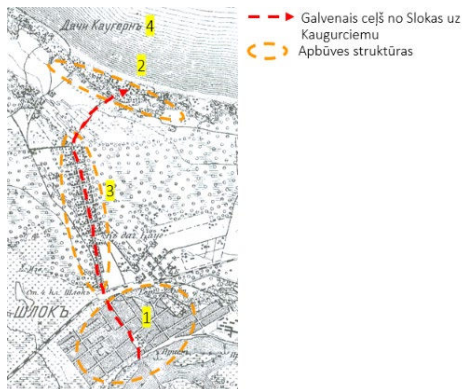 Дачи Каугернъ 4
2
3
ШЛОКЪ
1
Galvenais ceļš no Slokas uz
Kaugurciemu
Apbūves struktūras